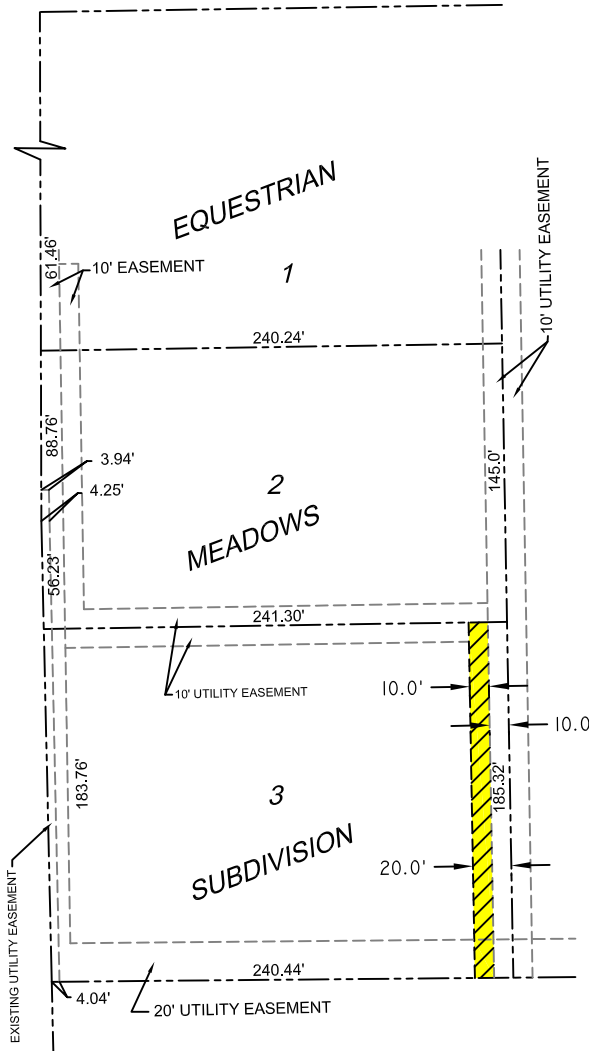 EQUESTRIAN
10' UTILITY EASEMENT
61.46'
10' EASEMENT
1
240.24'
88.76'
3.94'
2
145.0'
4.25'
MEADOWS
56.23'
241.30'
10' UTILITY EASEMENT
10.0'
10.0
183.76'
3
185.32'
SUBDIVISION
20.0'
EXISTING UTILITY EASEMENT
240.44'
4.04'
20' UTILITY EASEMENT